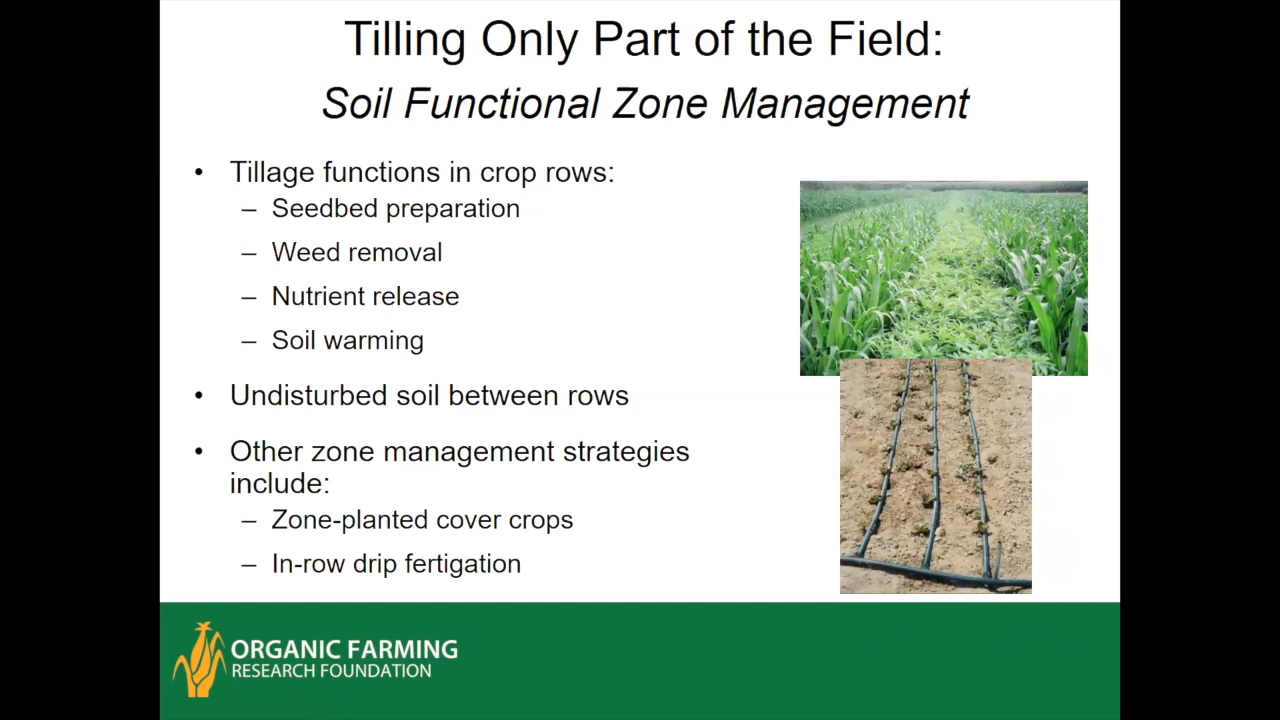 Tilling Only Part of the Field:
Soil Functional Zone Management
• Tillage functions in crop rows:
– Seedbed preparation
– Weed removal
– Nutrient release
– Soil warming
• Undisturbed soil between rows
• Other zone management strategies
include:
– Zone-planted cover crops
– In-row drip fertigation
ORGANIC FARMING
RESEARCH FOUNDATION